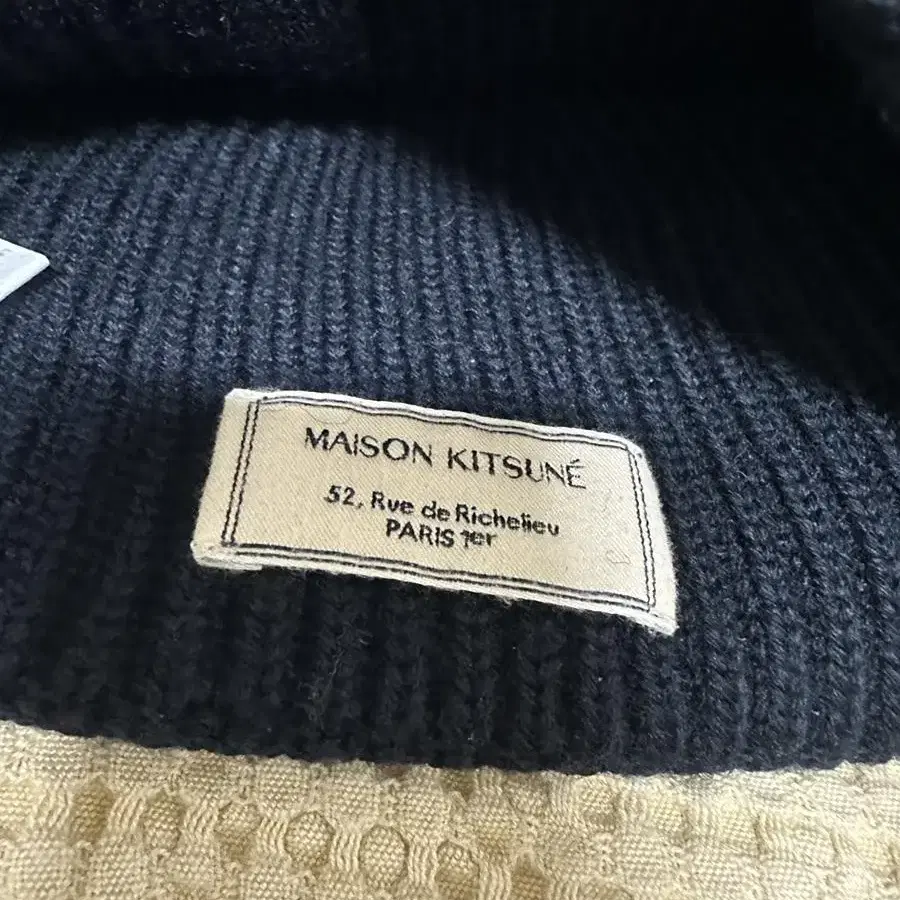 MAISON KITSUNÉ
52, Rue de Richelieu
PARIS 1er